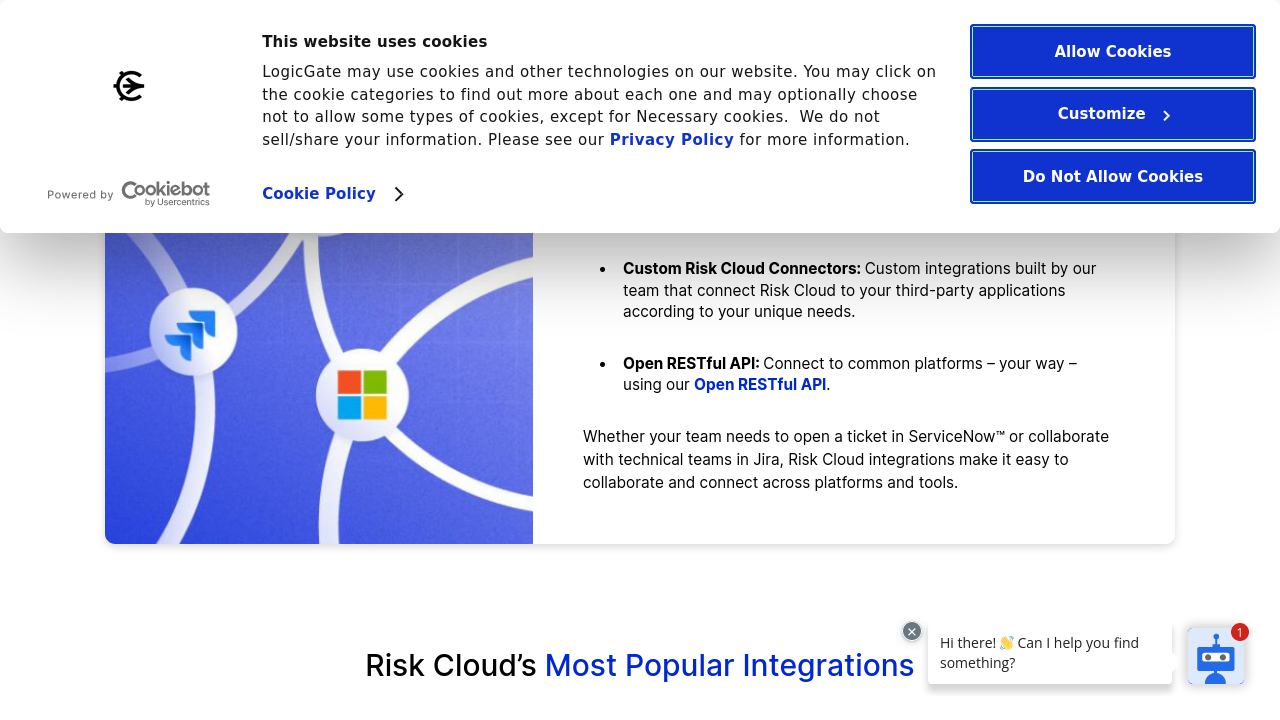 This website uses cookies
LogicGate may use cookies and other technologies on our website. You may click on
the cookie categories to find out more about each one and may optionally choose
not to allow some types of cookies, except for Necessary cookies.  We do not
sell/share your information. Please see our Privacy Policy for more information.
Powered by Cookiebot
by Usercentrics
Cookie Policy
Allow Cookies
Customize
Do Not Allow Cookies
• Custom Risk Cloud Connectors: Custom integrations built by our
team that connect Risk Cloud to your third-party applications
according to your unique needs.
• Open RESTful API: Connect to common platforms – your way –
using our Open RESTful API.
Whether your team needs to open a ticket in ServiceNow™ or collaborate
with technical teams in Jira, Risk Cloud integrations make it easy to
collaborate and connect across platforms and tools.
Risk Cloud’s Most Popular Integrations
Hi there! 👋 Can I help you find
something?
1